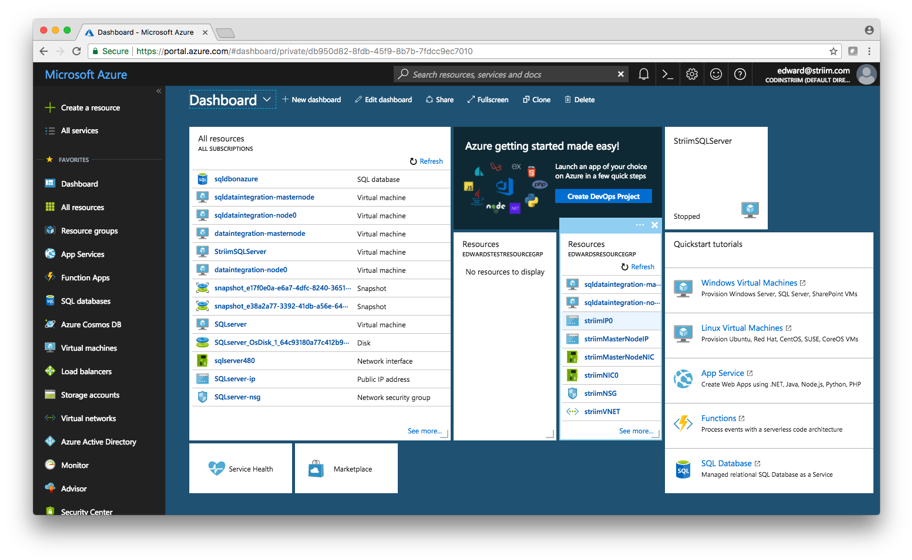 Dashboard - Microsoft Azure
Secure
https://portal.azure.com/#dashboard/private/db950d82-8fdb-45f9-8b7b-7fdcc9ec7010
Microsoft Azure
Search resources, services and docs
edward@striim.com
CODINSTRIIM (DEFAULT DIRE...
Create a resource
All services
FAVORITES
Dashboard
All resources
Resource groups
App Services
Function Apps
SQL databases
Azure Cosmos DB
Virtual machines
Load balancers
Storage accounts
Virtual networks
Azure Active Directory
Monitor
Advisor
Security Center
Dashboard
New dashboard
Edit dashboard
Share
Fullscreen
Clone
Delete
All resources
ALL SUBSCRIPTIONS
Refresh
sqldbonazure SQL database
sqldataintegration-masternode Virtual machine
sqldataintegration-node0 Virtual machine
dataintegration-masternode Virtual machine
StriimSQLServer Virtual machine
dataintegration-node0 Virtual machine
snapshot_e17f0e0a-e6a7-4dfc-8240-3651... Snapshot
snapshot_e38a2a77-3392-41db-a56e-64... Snapshot
SQLserver Virtual machine
SQLserver_OsDisk_1_64c93180a77c412b9... Disk
sqlserver480 Network interface
SQLserver-ip Public IP address
SQLserver-nsg Network security group
See more...
Azure getting started made easy!
Launch an app of your choice
on Azure in a few quick steps
Create DevOps Project
php
node
JS
.NET
StriimSQLServer
Stopped
Resources
EDWARDSTESTRESOURCEGRP
No resources to display
Resources
EDWARDSRESOURCEGRP
Refresh
sqldataintegration-ma...
sqldataintegration-no...
striimIP0
striimMasterNodeIP
striimMasterNodeNIC
striimNIC0
striimNSG
striimVNET
See more...
Quickstart tutorials
Windows Virtual Machines
Provision Windows Server, SQL Server, SharePoint VMs
Linux Virtual Machines
Provision Ubuntu, Red Hat, CentOS, SUSE, CoreOS VMs
App Service
Create Web Apps using .NET, Java, Node.js, Python, PHP
Functions
Process events with a serverless code architecture
SQL Database
Managed relational SQL Database as a Service
Service Health
Marketplace